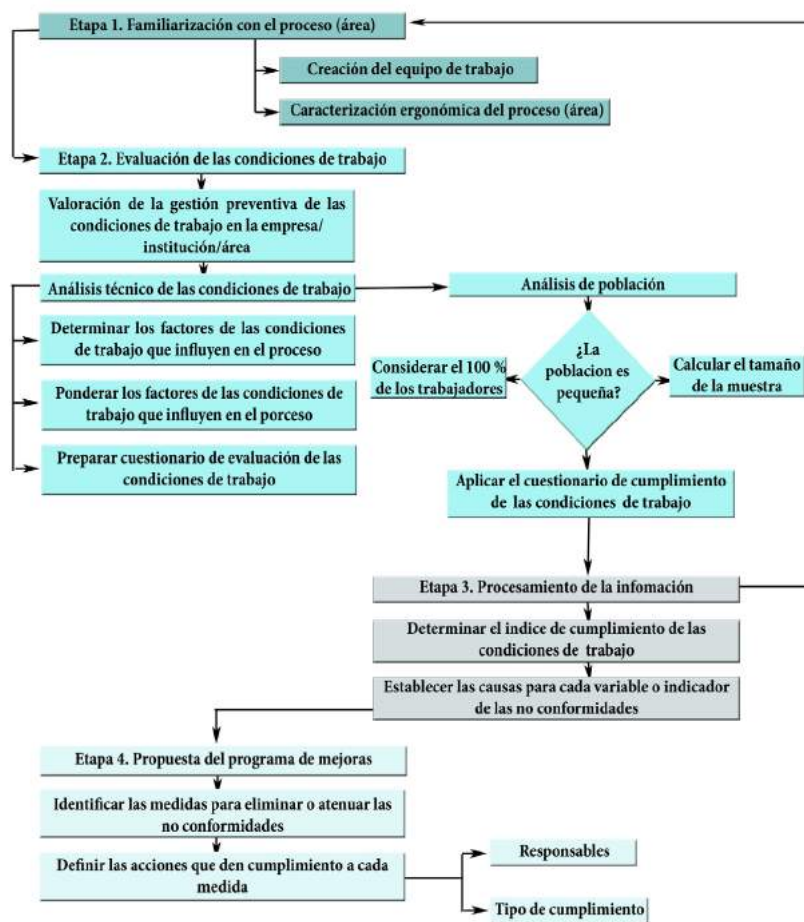 Etapa 1. Familiarización con el proceso (área)
Creación del equipo de trabajo
Caracterización ergonómica del proceso (área)
Etapa 2. Evaluación de las condiciones de trabajo
Valoración de la gestión preventiva de las
condiciones de trabajo en la empresa/
institución/área
Análisis técnico de las condiciones de trabajo
Determinar los factores de las condiciones
de trabajo que influyen en el proceso
Ponderar los factores de las condiciones de
trabajo que influyen en el porceso
Preparar cuestionario de evaluación de las
condiciones de trabajo
Análisis de población
¿La
poblacion es
pequeña?
Considerar el 100 %
de los trabajadores
Calcular el tamaño
de la muestra
Aplicar el cuestionario de cumplimiento
de las condiciones de trabajo
Etapa 3. Procesamiento de la infomación
Determinar el indice de cumplimiento de las
condiciones de trabajo
Establecer las causas para cada variable o indicador
de las no conformidades
Etapa 4. Propuesta del programa de mejoras
Identificar las medidas para eliminar o atenuar las
no conformidades
Definir las acciones que den cumplimiento a cada
medida
Responsables
Tipo de cumplimiento